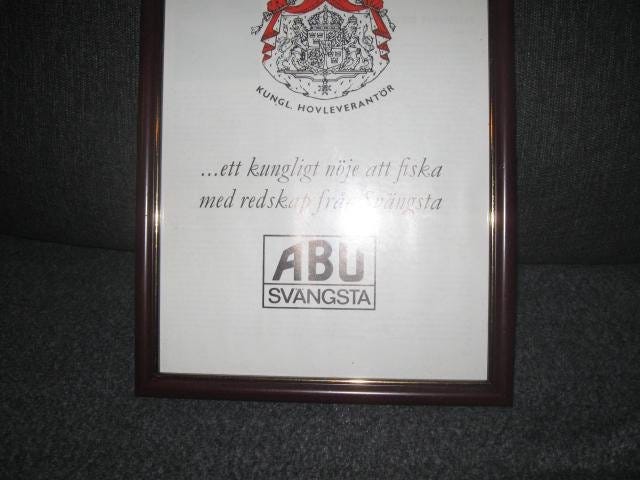 KUNGL. HOVLEVERANTÖR
...ett kungligt nöje att fiska
med redskap från Svängsta
ABU
SVÄNGSTA